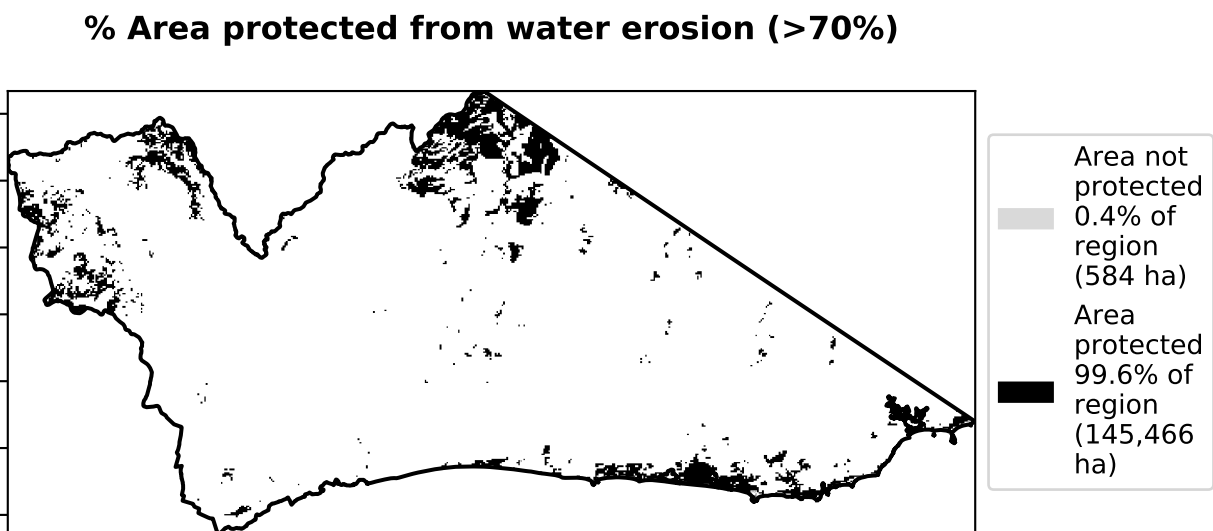 % Area protected from water erosion (>70%)
Area not
protected
0.4% of
region
(584 ha)
Area
protected
99.6% of
region
(145,466
ha)